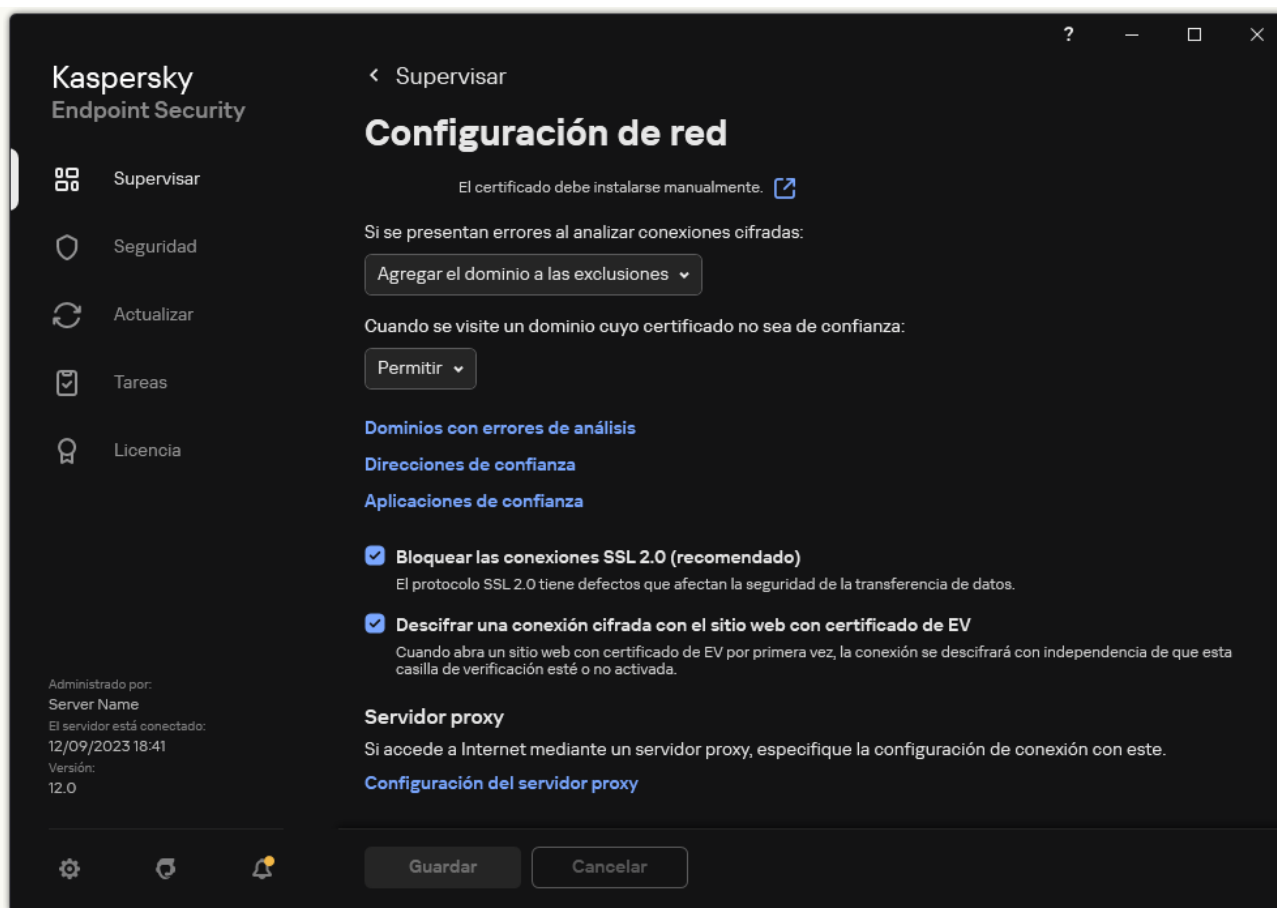 ?
Kaspersky
Endpoint Security
Supervisar
Seguridad
Actualizar
Tareas
Licencia
Administrado por:
Server Name
El servidor está conectado:
12/09/2023 18:41
Versión:
12.0
Supervisar
Configuración de red
El certificado debe instalarse manualmente.
Si se presentan errores al analizar conexiones cifradas:
Agregar el dominio a las exclusiones
Cuando se visite un dominio cuyo certificado no sea de confianza:
Permitir
Dominios con errores de análisis
Direcciones de confianza
Aplicaciones de confianza
Bloquear las conexiones SSL 2.0 (recomendado)
El protocolo SSL 2.0 tiene defectos que afectan la seguridad de la transferencia de datos.
Descifrar una conexión cifrada con el sitio web con certificado de EV
Cuando abra un sitio web con certificado de EV por primera vez, la conexión se descifrará con independencia de que esta
casilla de verificación esté o no activada.
Servidor proxy
Si accede a Internet mediante un servidor proxy, especifique la configuración de conexión con este.
Configuración del servidor proxy
Guardar
Cancelar